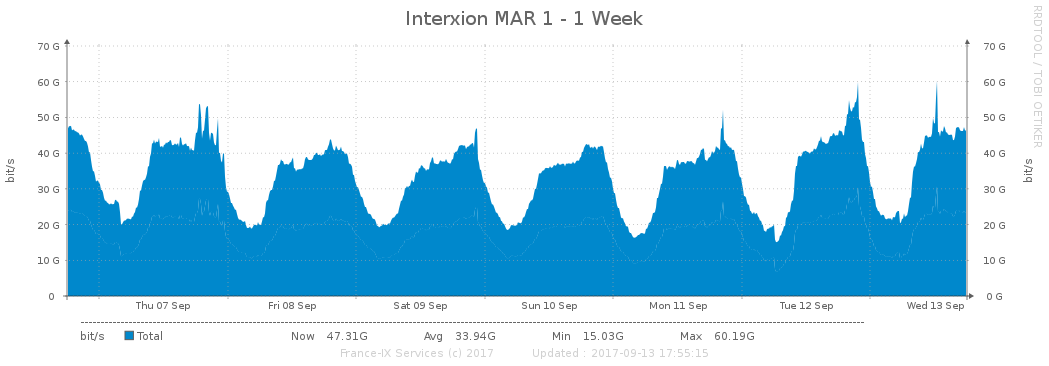 Interxion MAR 1 - 1 Week
RRDTOOL / TOBI OETIKER
70 G 70 G
60 G 60 G
50 G 50 G
40 G 40 G
30 G 30 G
20 G 20 G
10 G 10 G
0 0 G
bit/s bit/s
Thu 07 Sep Fri 08 Sep Sat 09 Sep Sun 10 Sep Mon 11 Sep Tue 12 Sep Wed 13 Sep
bit/s Total Now 47.31G Avg 33.94G Min 15.03G Max 60.19G
France-IX Services (c) 2017 Updated : 2017-09-13 17:55:15